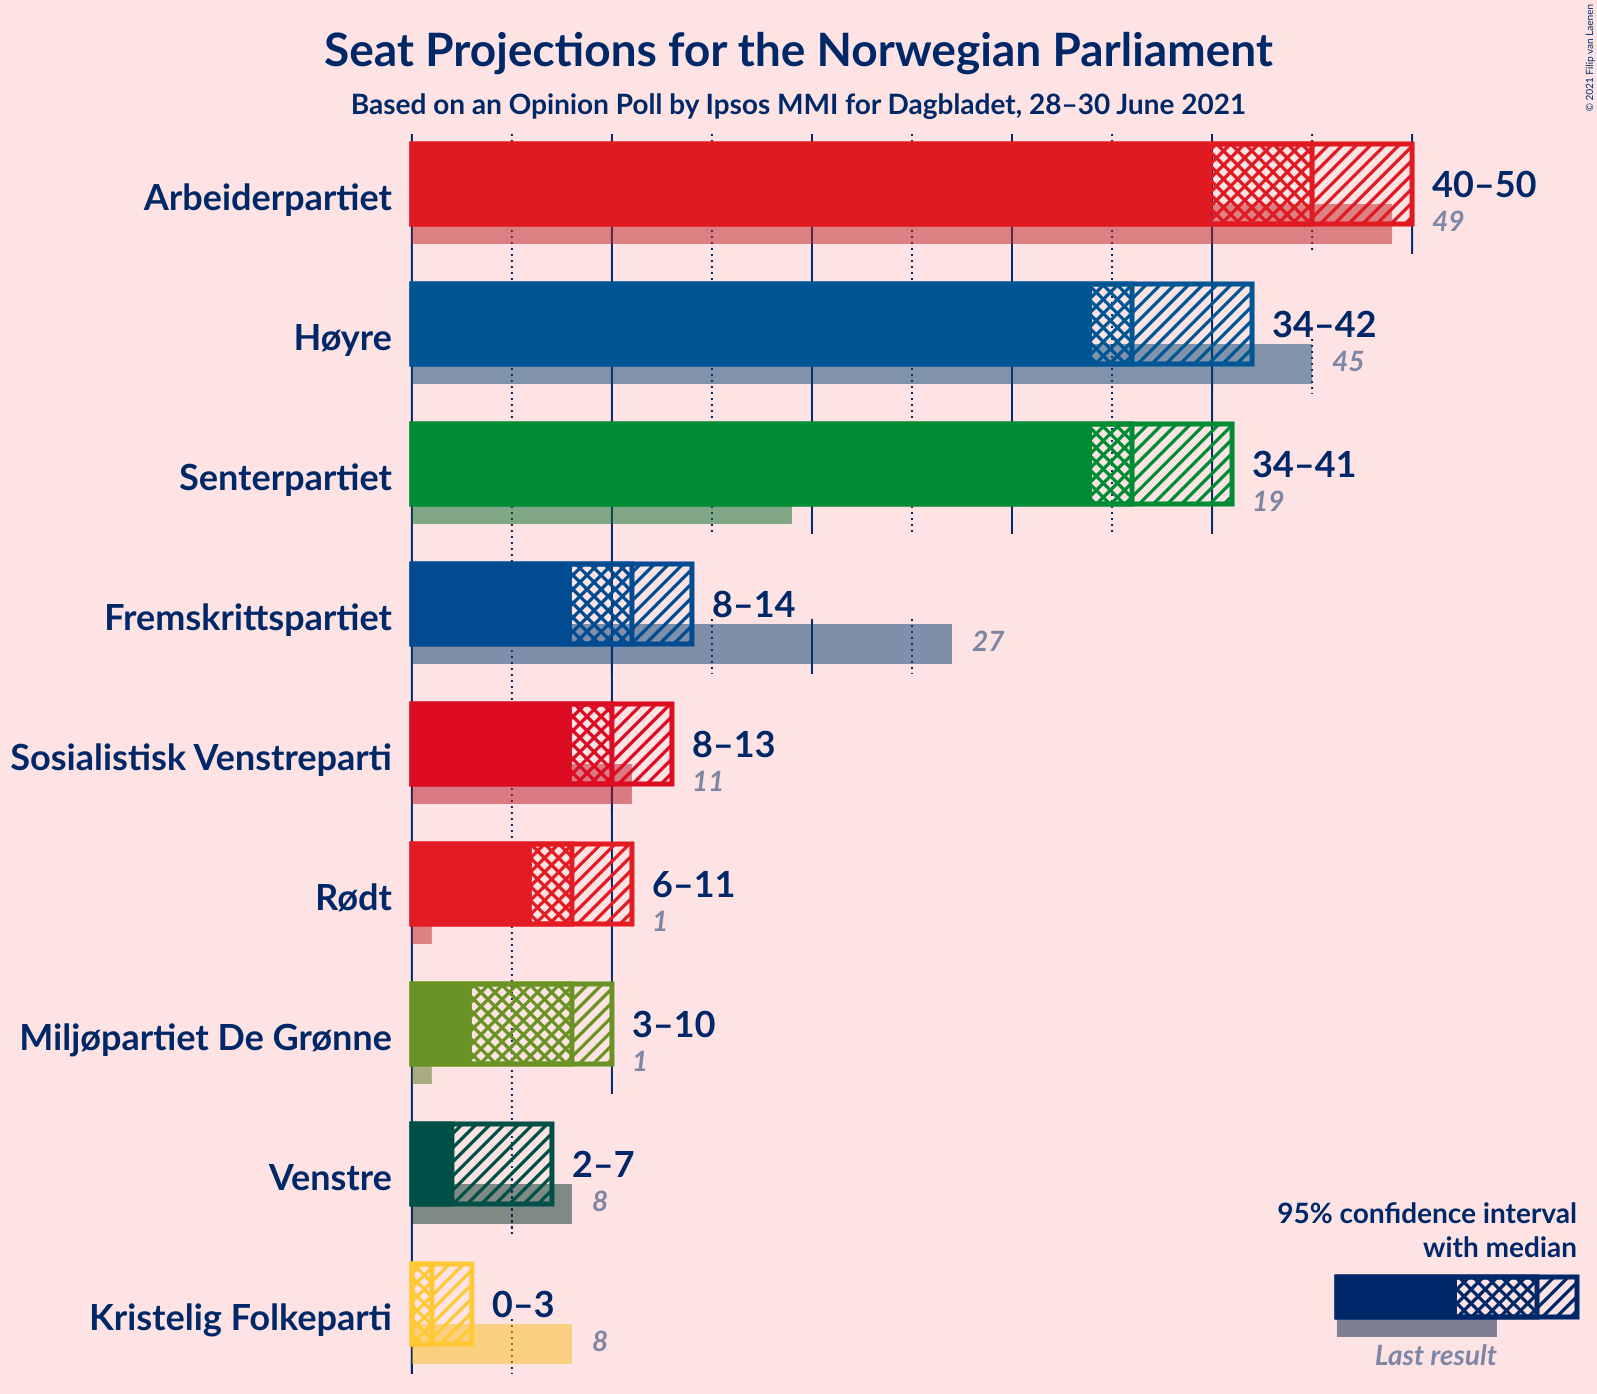 Seat Projections for the Norwegian Parliament
Based on an Opinion Poll by Ipsos MMI for Dagbladet, 28–30 June 2021
© 2021 Filip van Laenen
Arbeiderpartiet
40–50
49
Høyre
34–42
45
Senterpartiet
34–41
19
Fremskrittspartiet
8–14
27
Sosialistisk Venstreparti
8–13
11
Rødt
6–11
1
Miljøpartiet De Grønne
3–10
1
Venstre
2–7
8
Kristelig Folkeparti
0–3
8
95% confidence interval
with median
Last result